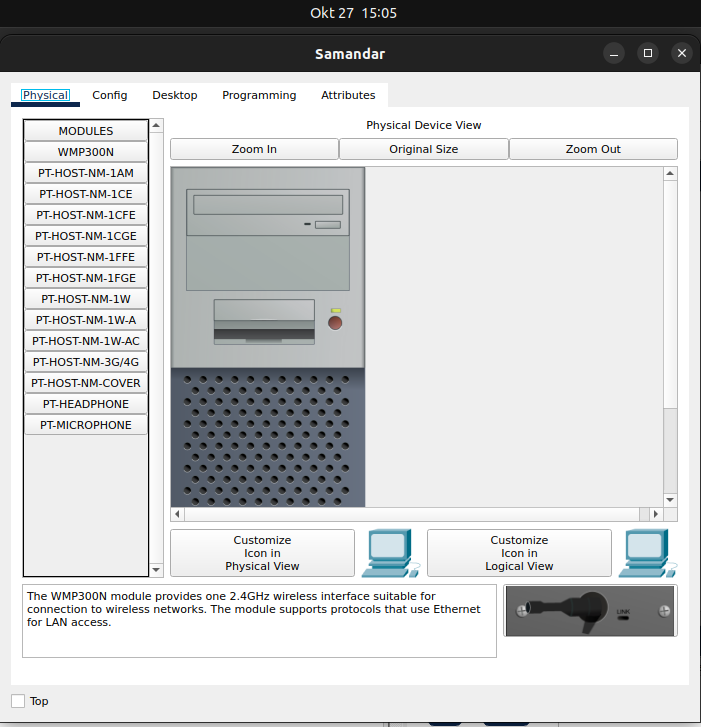 Okt 27 15:05
Samandar
Physical Config Desktop Programming Attributes
MODULES
WMP300N
PT-HOST-NM-1AM
PT-HOST-NM-1CE
PT-HOST-NM-1CFE
PT-HOST-NM-1CGE
PT-HOST-NM-1FFE
PT-HOST-NM-1FGE
PT-HOST-NM-1W
PT-HOST-NM-1W-A
PT-HOST-NM-1W-AC
PT-HOST-NM-3G/4G
PT-HOST-NM-COVER
PT-HEADPHONE
PT-MICROPHONE
Physical Device View
Zoom In Original Size Zoom Out
Customize
Icon in
Physical View
Customize
Icon in
Logical View
The WMP300N module provides one 2.4GHz wireless interface suitable for
connection to wireless networks. The module supports protocols that use Ethernet
for LAN access.
LINK
Top